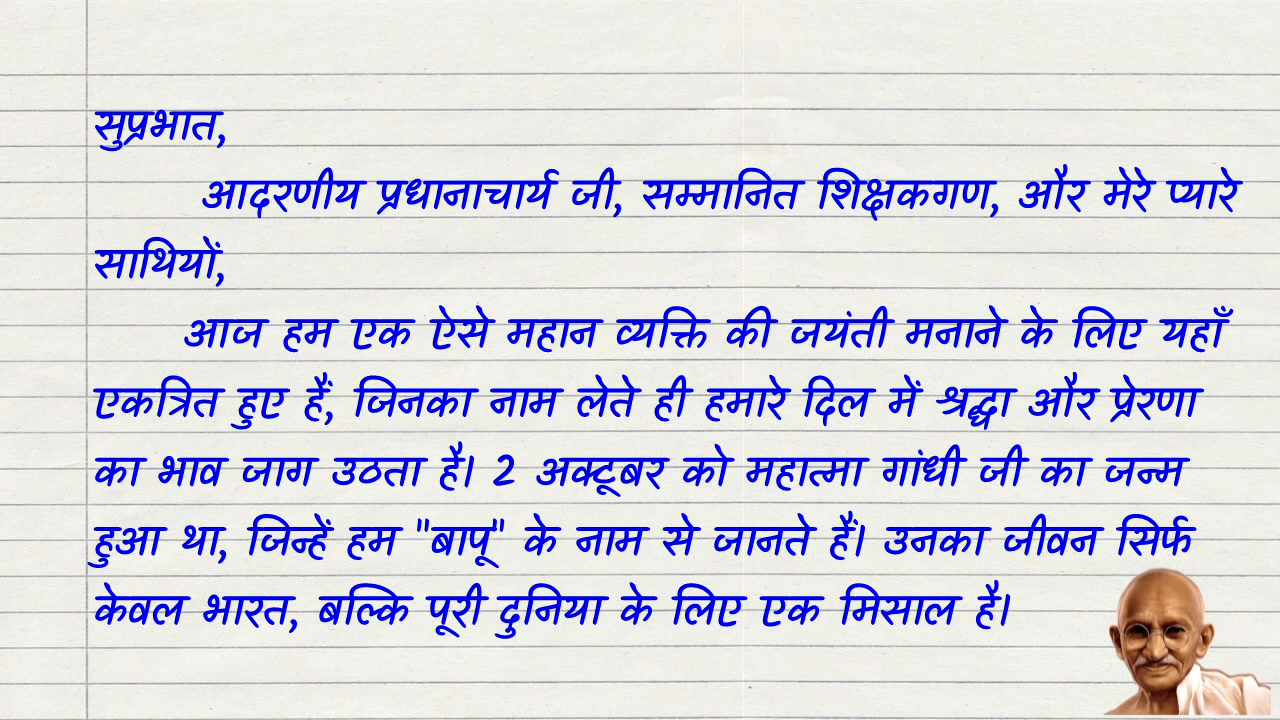 सुप्रभात,
आदरणीय प्रधानाचार्य जी, सम्मानित शिक्षकगण, और मेरे प्यारे
साथियों,
आज हम एक ऐसे महान व्यक्ति की जयंती मनाने के लिए यहाँ
एकत्रित हुए हैं, जिनका नाम लेते ही हमारे दिल में श्रद्धा और प्रेरणा
का भाव जाग उठता है। 2 अक्टूबर को महात्मा गांधी जी का जन्म
हुआ था, जिन्हें हम "बापू" के नाम से जानते हैं। उनका जीवन सिर्फ
केवल भारत, बल्कि पूरी दुनिया के लिए एक मिसाल है।